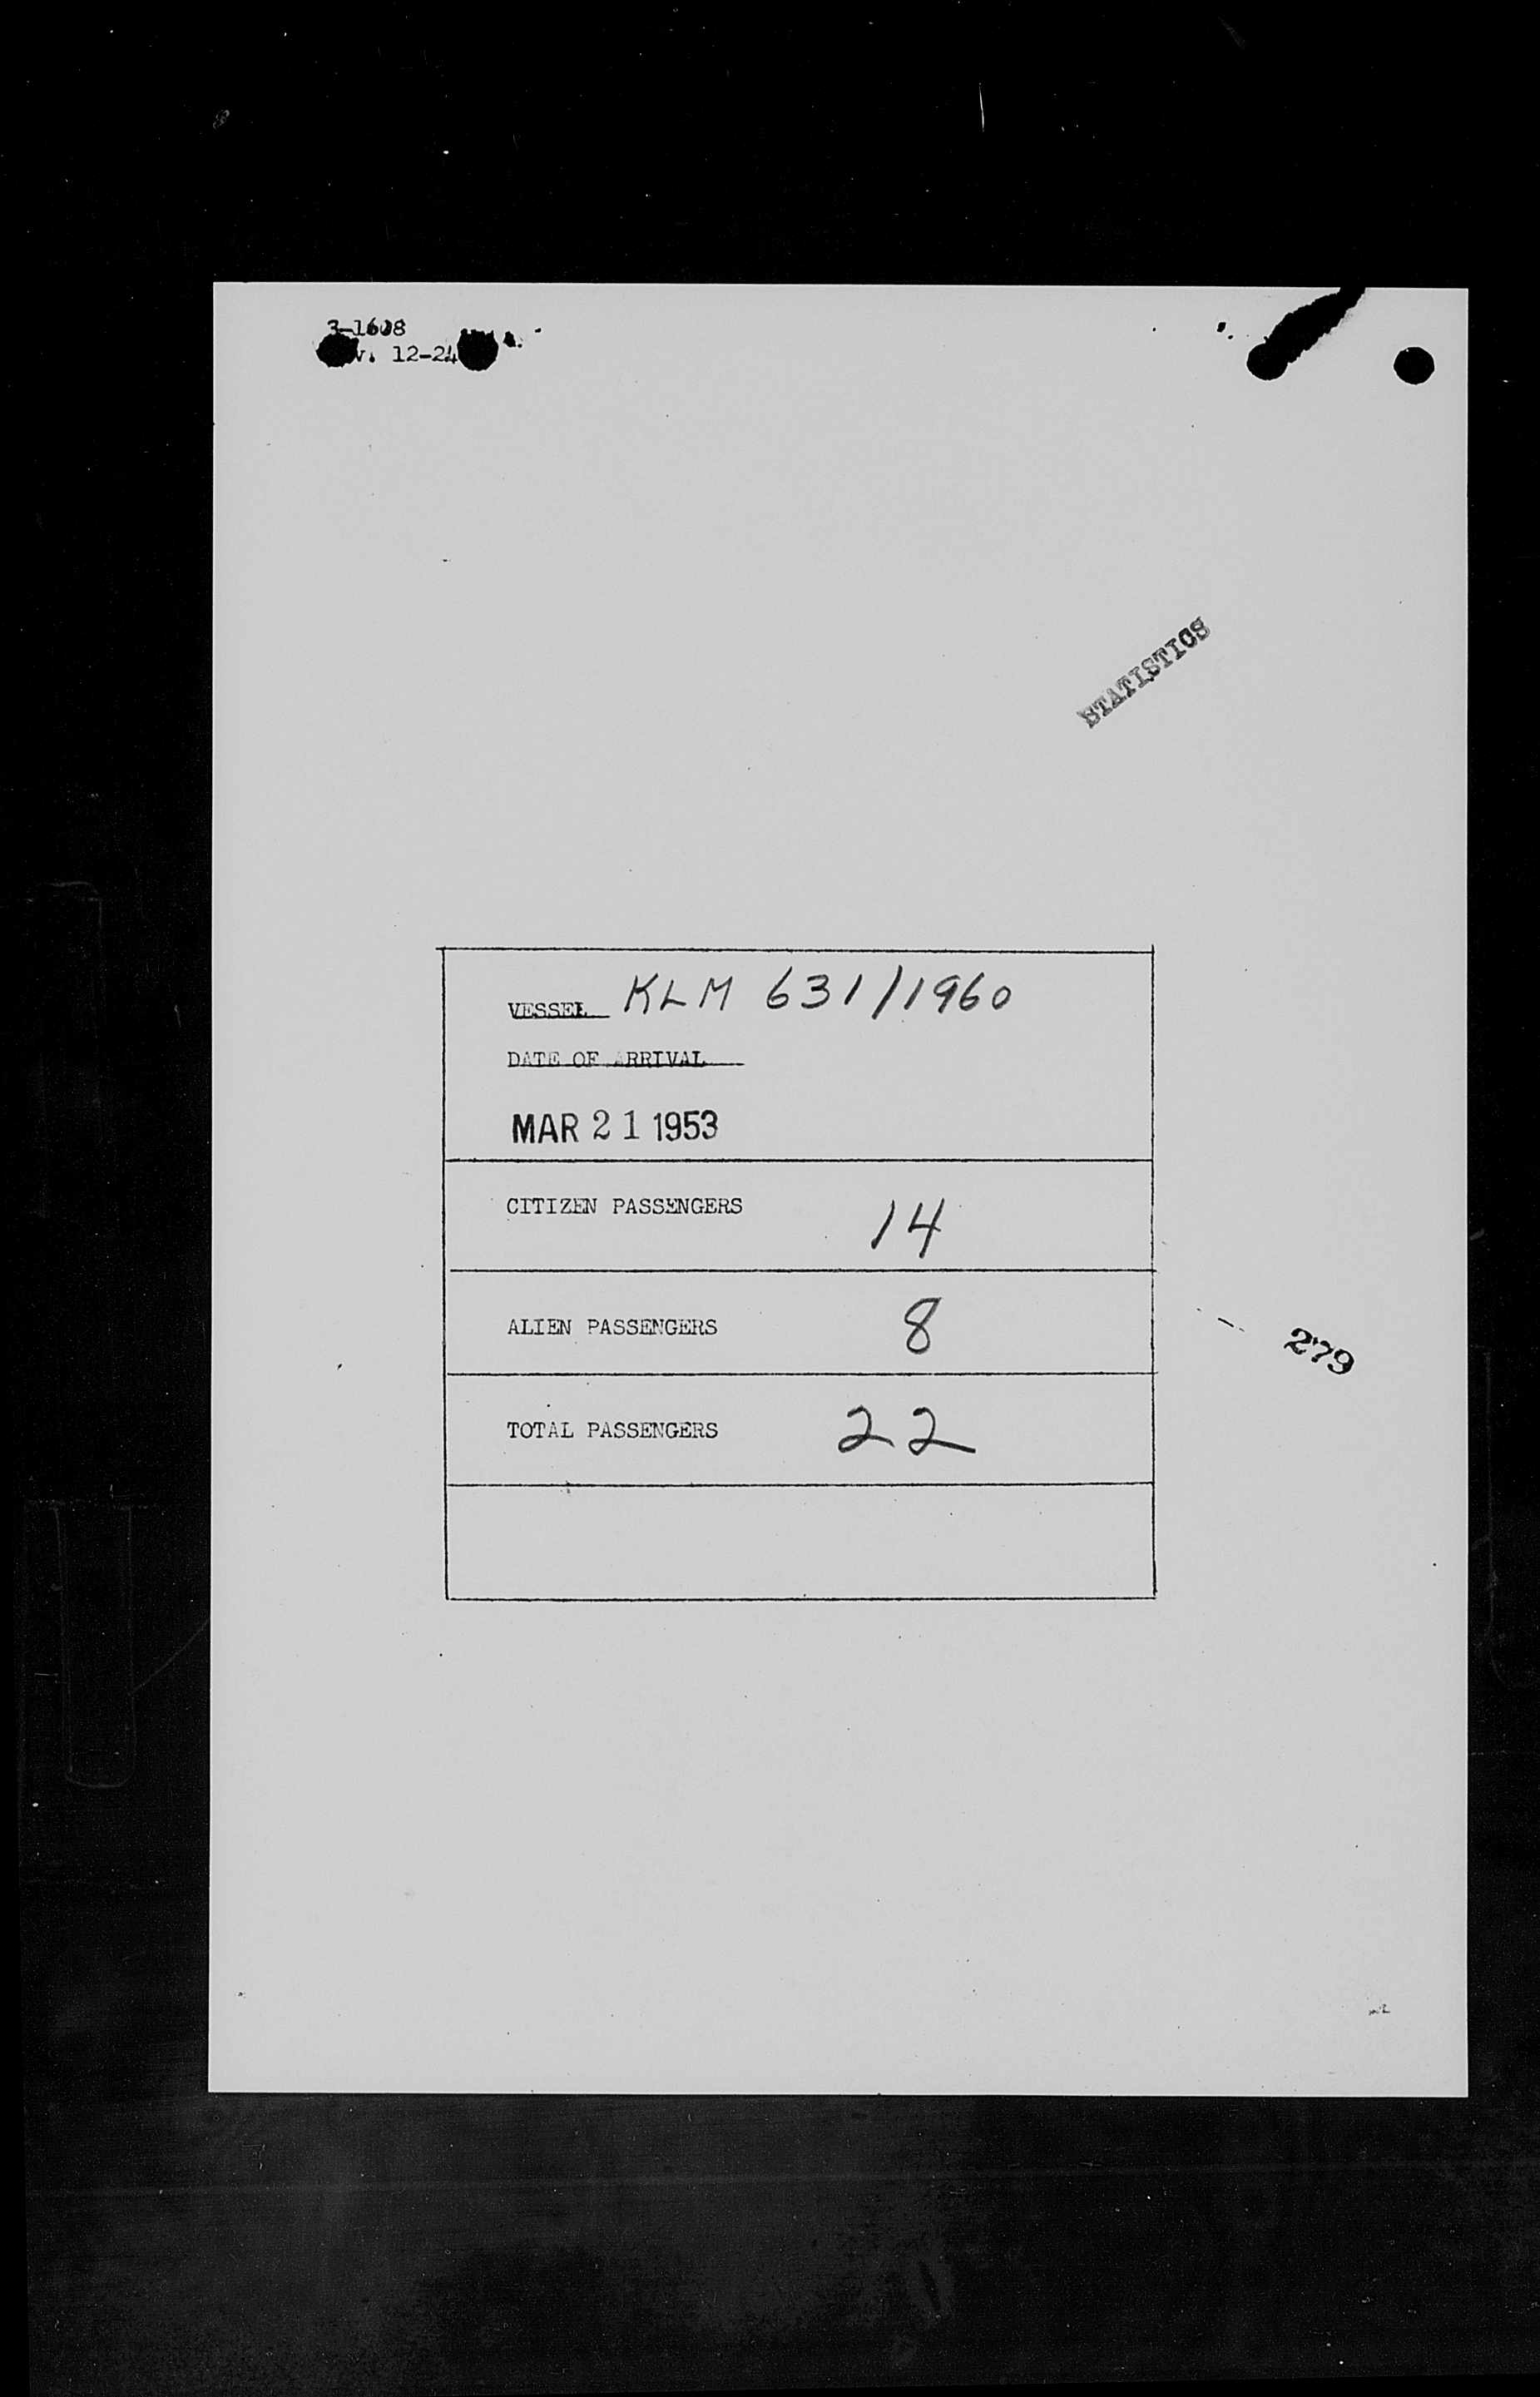 3-1608
v. 12-24
STATISTICS
VESSEL KLM 631/1960
DATE OF ARRIVAL
MAR 21 1953
CITIZEN PASSENGERS 14
ALIEN PASSENGERS 8
279
TOTAL PASSENGERS 22